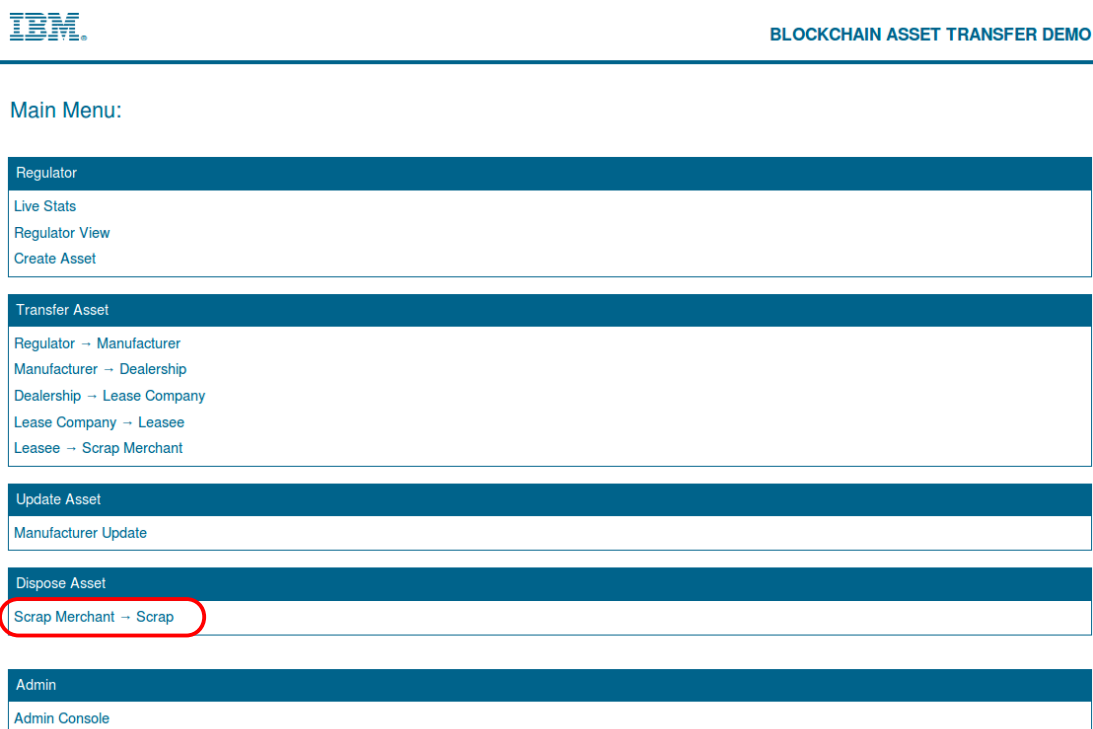 IBM®
BLOCKCHAIN ASSET TRANSFER DEMO
Main Menu:
Regulator
Live Stats
Regulator View
Create Asset
Transfer Asset
Regulator → Manufacturer
Manufacturer → Dealership
Dealership → Lease Company
Lease Company → Leasee
Leasee → Scrap Merchant
Update Asset
Manufacturer Update
Dispose Asset
Scrap Merchant → Scrap
Admin
Admin Console